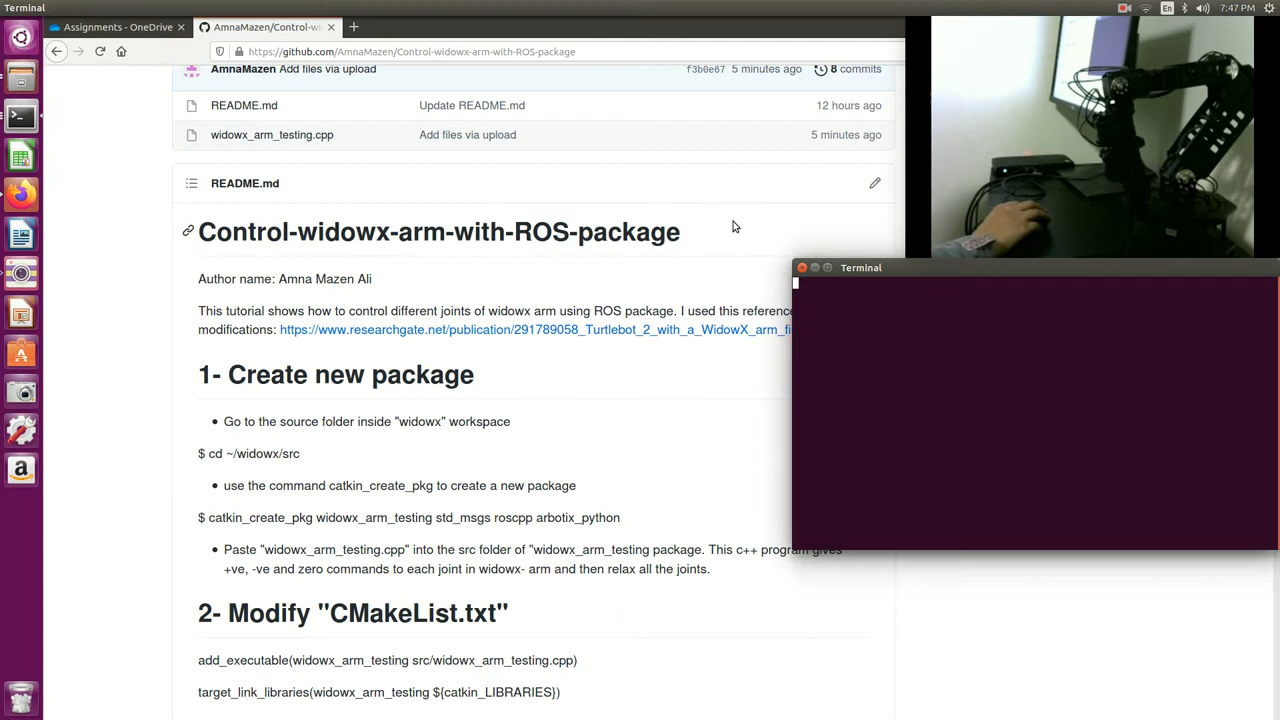 Terminal
En
7:47 PM
Assignments - OneDrive
AmnaMazen/Control-wi
https://github.com/AmnaMazen/Control-widowx-arm-with-ROS-package
AmnaMazen Add files via upload
f3b0e67 5 minutes ago
8 commits
README.md
Update README.md
12 hours ago
widowx_arm_testing.cpp
Add files via upload
5 minutes ago
README.md
Control-widowx-arm-with-ROS-package
Terminal
Author name: Amna Mazen Ali
This tutorial shows how to control different joints of widowx arm using ROS package. I used this reference
modifications: https://www.researchgate.net/publication/291789058_Turtlebot_2_with_a_WidowX_arm_fi
1- Create new package
• Go to the source folder inside "widowx" workspace
$ cd ~/widowx/src
• use the command catkin_create_pkg to create a new package
$ catkin_create_pkg widowx_arm_testing std_msgs roscpp arbotix_python
• Paste "widowx_arm_testing.cpp" into the src folder of "widowx_arm_testing package. This c++ program gives
+ve, -ve and zero commands to each joint in widowx- arm and then relax all the joints.
2- Modify "CMakeList.txt"
add_executable(widowx_arm_testing src/widowx_arm_testing.cpp)
target_link_libraries(widowx_arm_testing ${catkin_LIBRARIES})